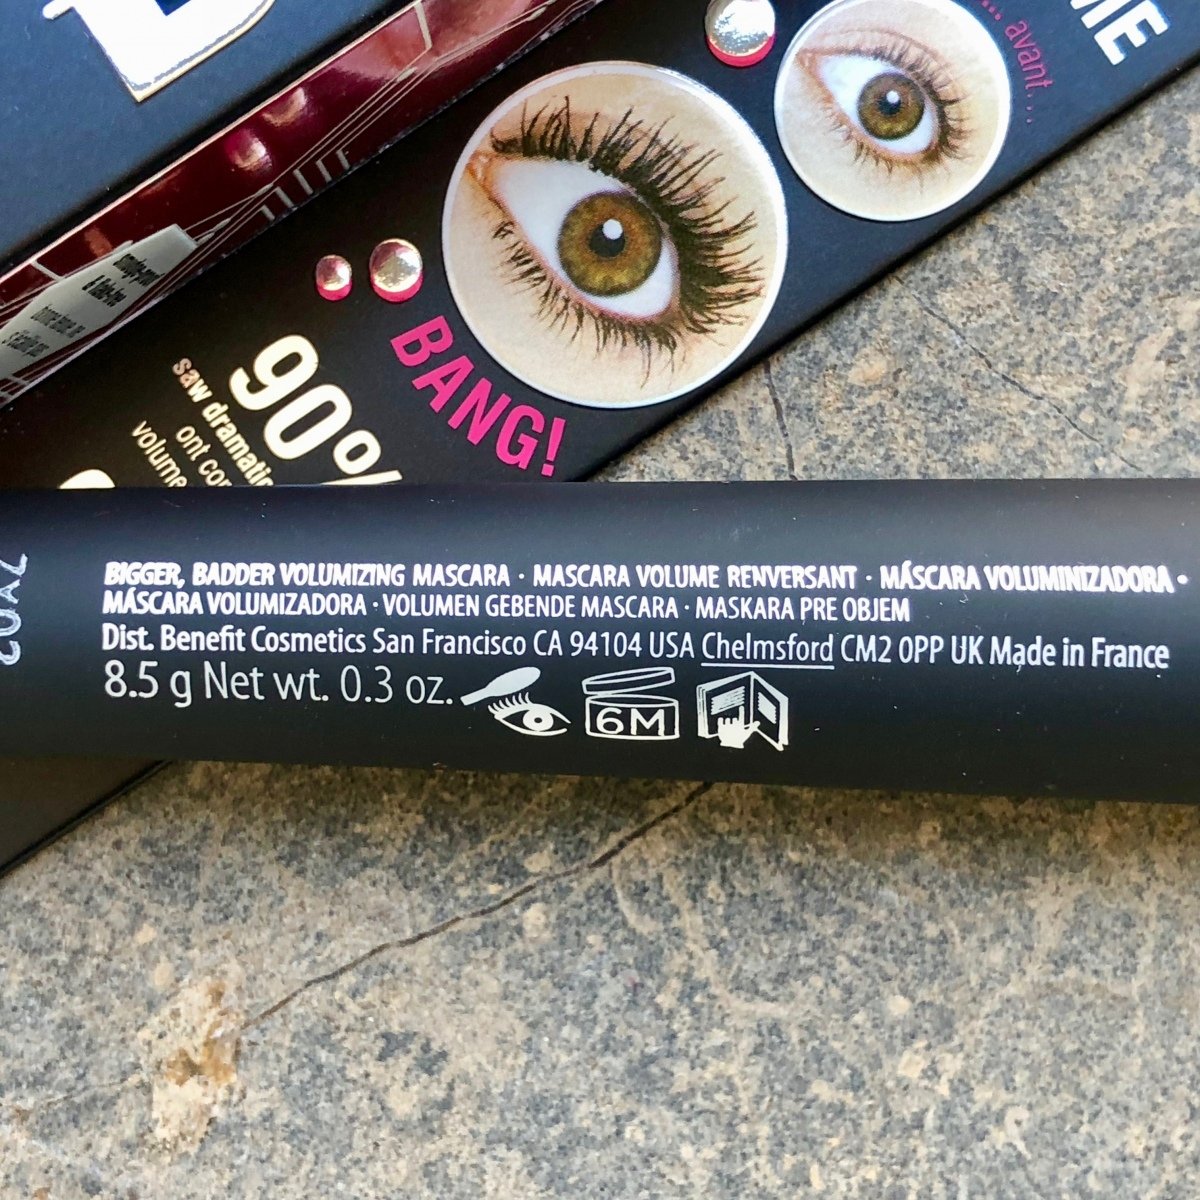 ME
... avant ...
BANG!
90%
saw dramatic
ont
volume
BIGGER, BADDER VOLUMIZING MASCARA · MASCARA VOLUME RENVERSANT · MÁSCARA VOLUMINIZADORA ·
MÁSCARA VOLUMIZADORA · VOLUMEN GEBENDE MASCARA · MASKARA PRE OBJEM
Dist. Benefit Cosmetics San Francisco CA 94104 USA Chelmsford CM2 0PP UK Made in France
8.5 g Net wt. 0.3 oz.
6M